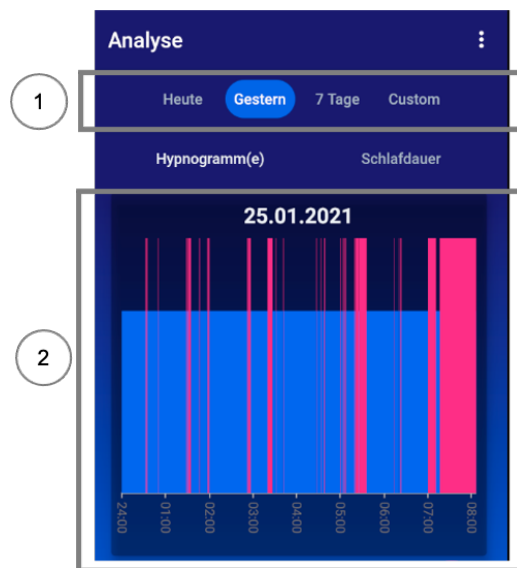 Analyse
1
Heute Gestern 7 Tage Custom
Hypnogramm(e) Schlafdauer
25.01.2021
2
24:00 01:00 02:00 03:00 04:00 05:00 06:00 07:00 08:00